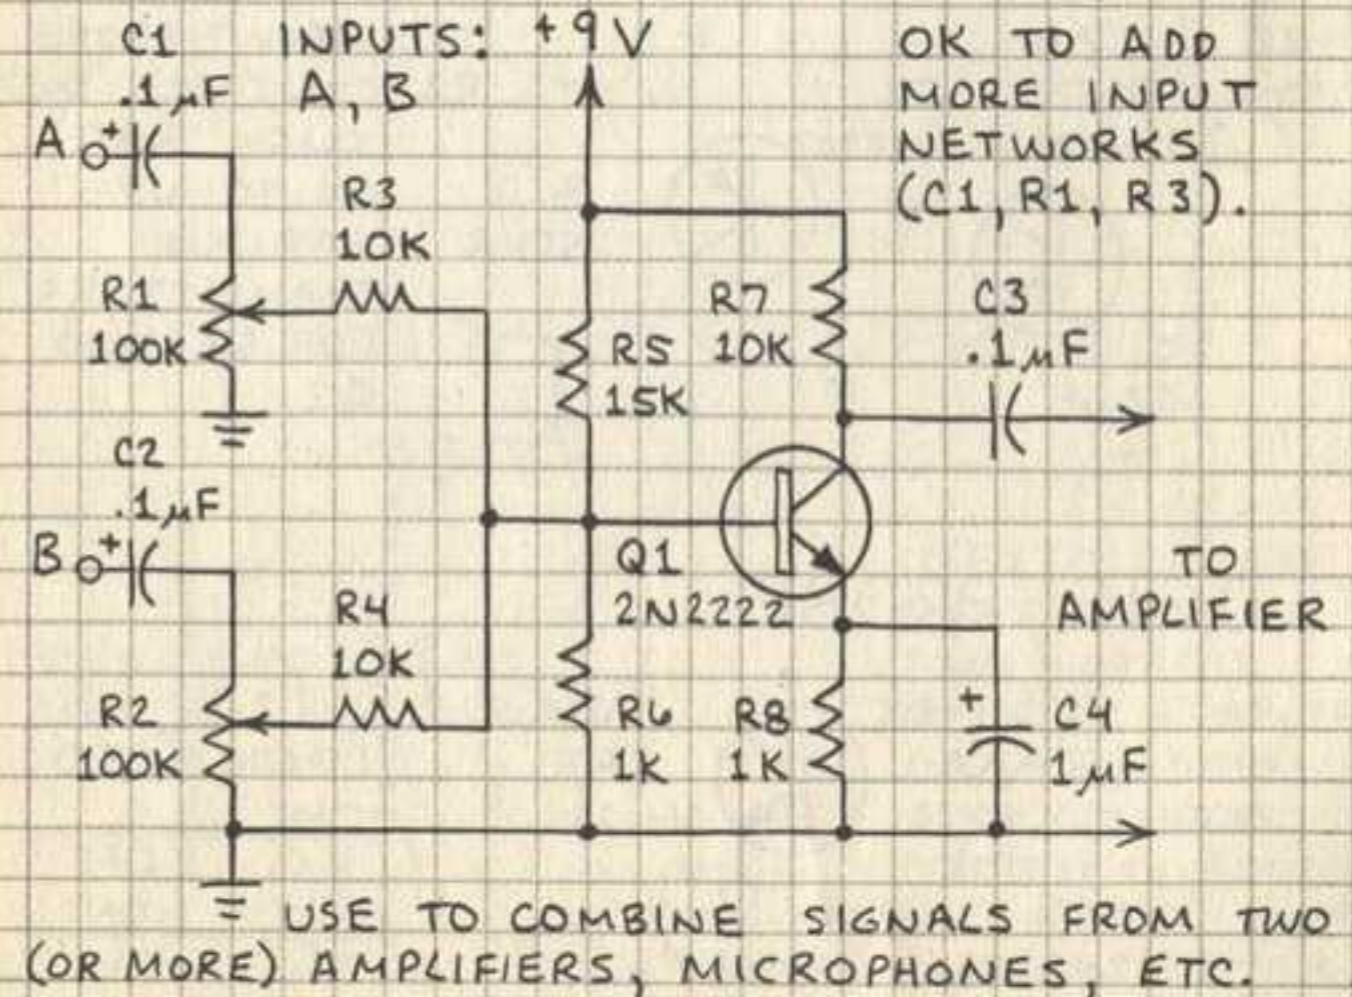 C1
.1µF
INPUTS:
A, B
+9V
OK TO ADD
MORE INPUT
NETWORKS
(C1, R1, R3).
A
+
R3
10K
R1
100K
R5
15K
R7
10K
C3
.1µF
C2
.1µF
B
+
R4
10K
Q1
2N2222
TO
AMPLIFIER
R2
100K
R6
1K
R8
1K
+
C4
1µF
USE TO COMBINE SIGNALS FROM TWO
(OR MORE) AMPLIFIERS, MICROPHONES, ETC.